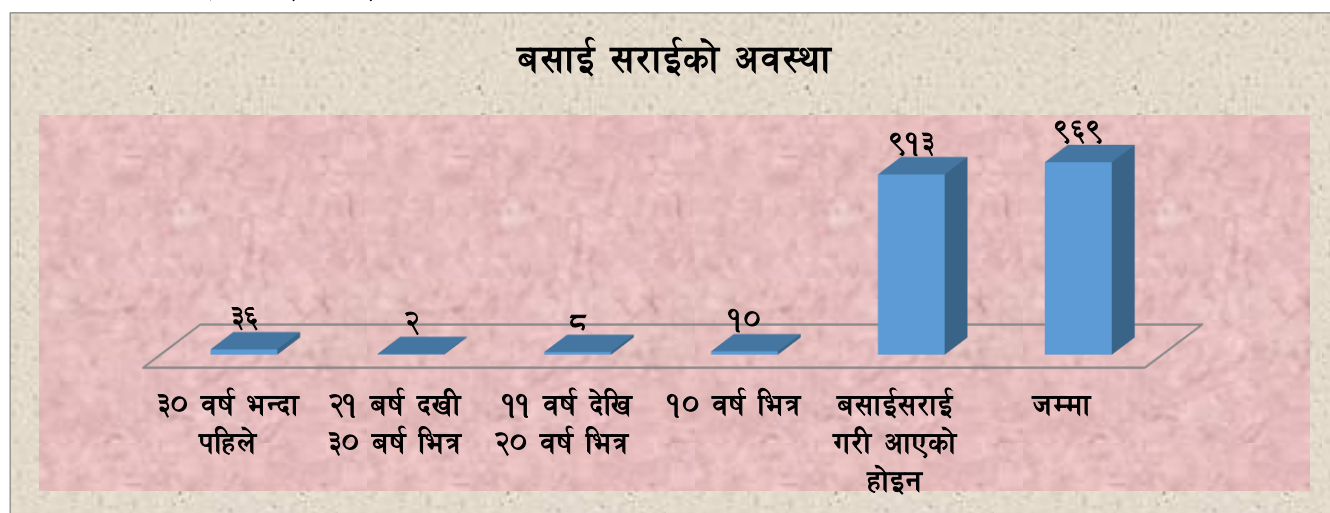 बसाई सराईको अवस्था
३६
२
८
१०
९१३
९६९
३० वर्ष भन्दा
पहिले
२१ बर्ष दखी
३० बर्ष भित्र
११ वर्ष देखि
२० वर्ष भित्र
१० वर्ष भित्र
बसाईसराई
गरी आएको
होइन
जम्मा